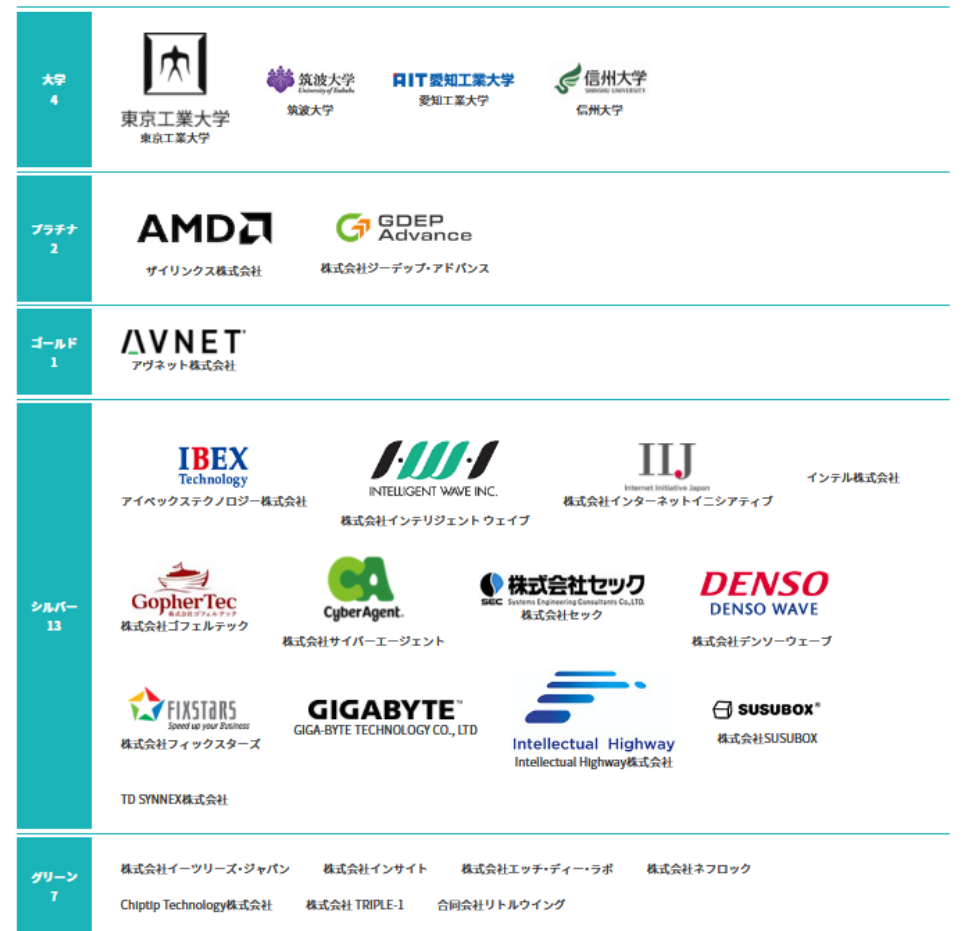 大学
4
東京工業大学
東京工業大学
筑波大学
University of Tsukuba
筑波大学
AIT 愛知工業大学
愛知工業大学
信州大学
SHINSHU UNIVERSITY
信州大学
プラチナ
2
AMD
ザイリンクス株式会社
GDEP
Advance
株式会社ジーデップ・アドバンス
ゴールド
1
AVNET
アヴネット株式会社
シルバー
13
IBEX
Technology
アイベックステクノロジー株式会社
INTELLIGENT WAVE INC.
株式会社インテリジェント ウェイブ
IIJ
Internet Initiative Japan
株式会社インターネットイニシアティブ
インテル株式会社
GopherTec
株式会社ゴフェルテック
株式会社ゴフェルテック
CA
CyberAgent.
株式会社サイバーエージェント
株式会社セック
SEC Systems Engineering Consultants Co.,LTD.
株式会社セック
DENSO
DENSO WAVE
株式会社デンソーウェーブ
FIXSTARS
Speed up your Business
株式会社フィックスターズ
GIGABYTE™
GIGA-BYTE TECHNOLOGY CO., LTD
Intellectual Highway
Intellectual Highway株式会社
SUSUBOX®
株式会社SUSUBOX
TD SYNNEX株式会社
グリーン
7
株式会社イーツリーズ・ジャパン 株式会社インサイト 株式会社エッチ・ディー・ラボ 株式会社ネフロック
Chiptip Technology株式会社 株式会社 TRIPLE-1 合同会社リトルウイング